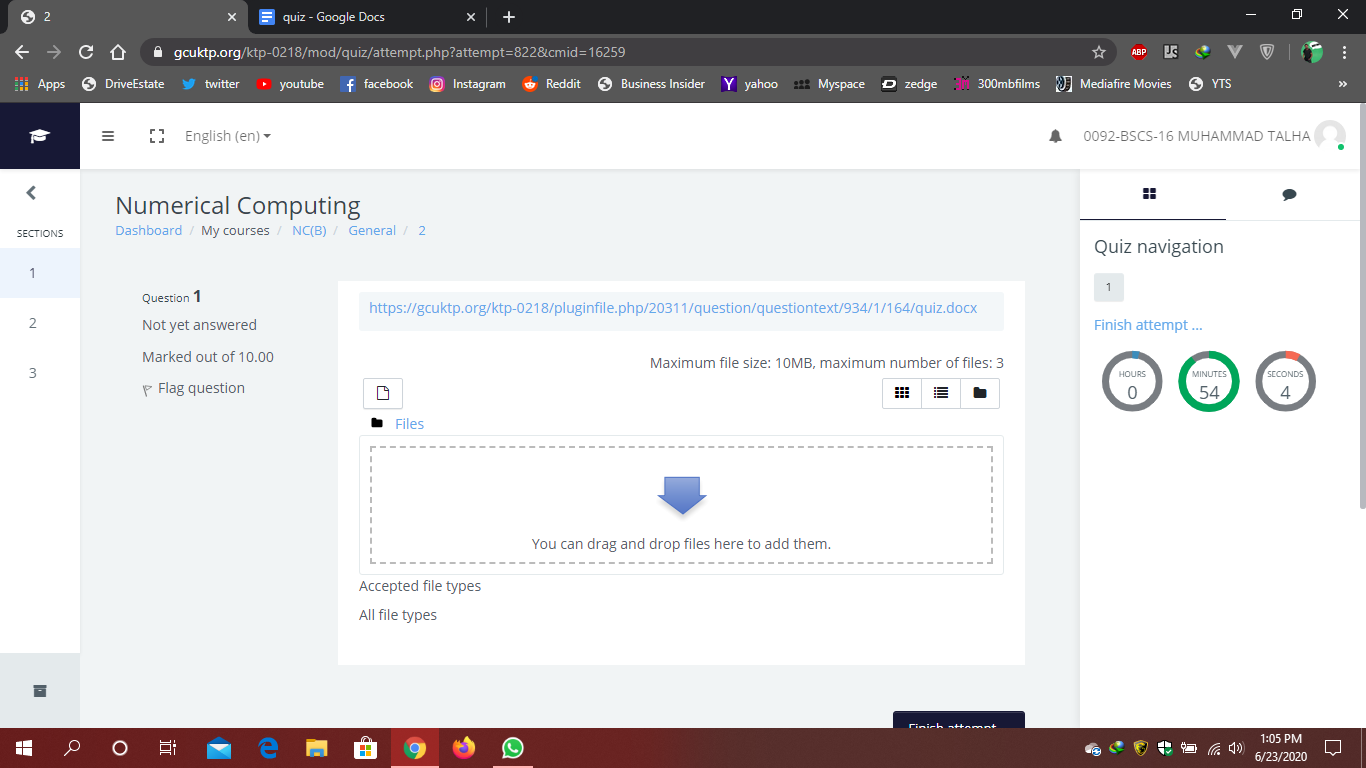 2
quiz - Google Docs
gcuktp.org/ktp-0218/mod/quiz/attempt.php?attempt=822&cmid=16259
ABP
Apps DriveEstate twitter youtube facebook Instagram Reddit Business Insider yahoo Myspace zedge 300mbfilms Mediafire Movies YTS »
English (en)
0092-BSCS-16 MUHAMMAD TALHA
SECTIONS
1
2
3
Numerical Computing
Dashboard / My courses / NC(B) / General / 2
Question 1
Not yet answered
Marked out of 10.00
Flag question
https://gcuktp.org/ktp-0218/pluginfile.php/20311/question/questiontext/934/1/164/quiz.docx
Maximum file size: 10MB, maximum number of files: 3
Files
You can drag and drop files here to add them.
Accepted file types
All file types
Finish attempt ...
Quiz navigation
1
Finish attempt ...
HOURS
0
MINUTES
54
SECONDS
4
1:05 PM
6/23/2020